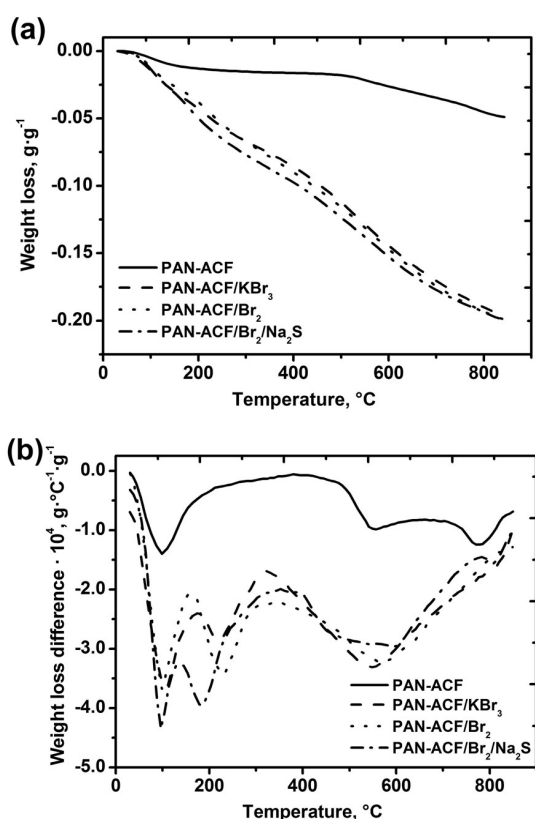 (a)
0.00
-0.05
-0.10
-0.15
-0.20
Weight loss, g·g⁻¹
PAN-ACF
PAN-ACF/KBr₃
PAN-ACF/Br₂
PAN-ACF/Br₂/Na₂S
0 200 400 600 800
Temperature, °C
(b)
0.0
-1.0
-2.0
-3.0
-4.0
-5.0
Weight loss difference · 10⁴, g·°C⁻¹·g⁻¹
PAN-ACF
PAN-ACF/KBr₃
PAN-ACF/Br₂
PAN-ACF/Br₂/Na₂S
0 200 400 600 800
Temperature, °C